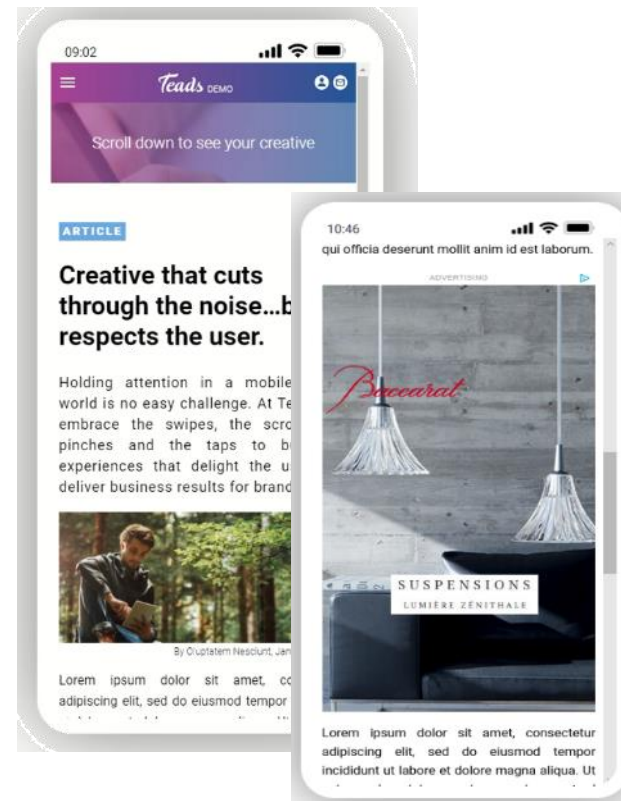 09:02
Teads DEMO
Scroll down to see your creative
ARTICLE
Creative that cuts
through the noise...b
respects the user.
Holding attention in a mobile
world is no easy challenge. At Te
embrace the swipes, the scro
pinches and the taps to b
experiences that delight the u
deliver business results for brand
By Oluptatem Nesciunt, Jan
Lorem ipsum dolor sit amet, co
adipiscing elit, sed do eiusmod tempor
10:46
qui officia deserunt mollit anim id est laborum.
ADVERTISING
Baccarat
SUSPENSIONS
LUMIÈRE ZÉNITHALE
Lorem ipsum dolor sit amet, consectetur
adipiscing elit, sed do eiusmod tempor
incididunt ut labore et dolore magna aliqua. Ut